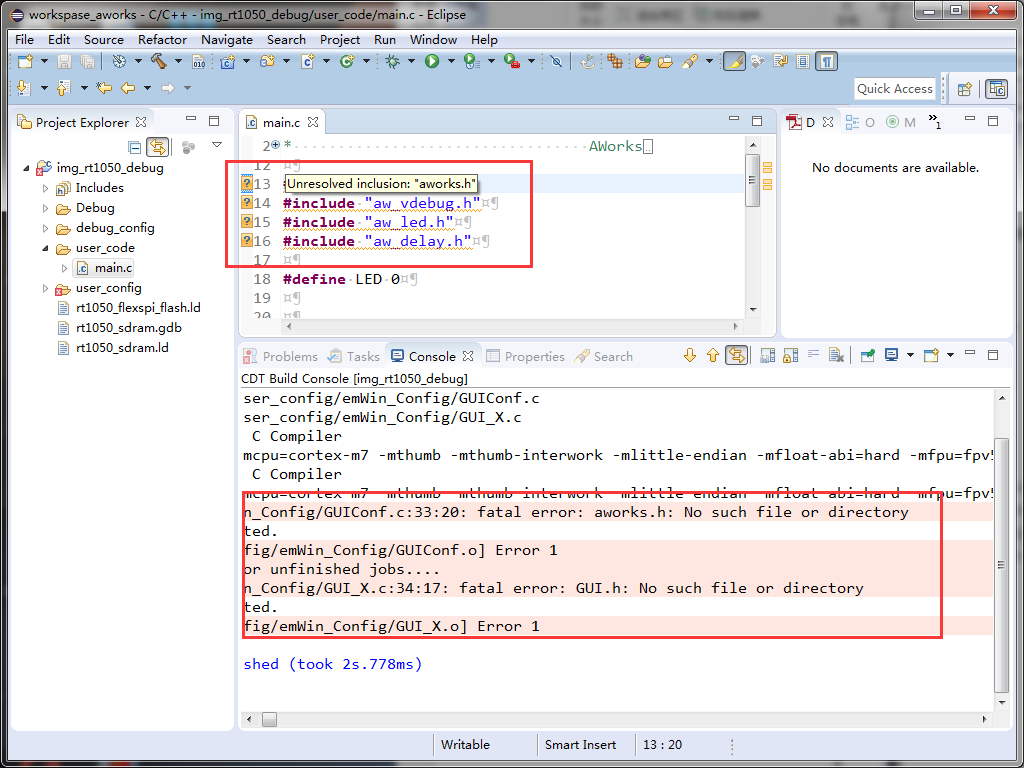 workspase_aworks - C/C++ - img_rt1050_debug/user_code/main.c - Eclipse
File Edit Source Refactor Navigate Search Project Run Window Help
Quick Access
Project Explorer
img_rt1050_debug
Includes
Debug
debug_config
user_code
main.c
user_config
rt1050_flexspi_flash.ld
rt1050_sdram.gdb
rt1050_sdram.ld
main.c
2 * AWorks
12
13 #
Unresolved inclusion: "aworks.h"
14 #include "aw_vdebug.h"
15 #include "aw_led.h"
16 #include "aw_delay.h"
17
18 #define LED 0
19
20
D O M »1
No documents are available.
Problems Tasks Console Properties Search
CDT Build Console [img_rt1050_debug]
ser_config/emWin_Config/GUIConf.c
ser_config/emWin_Config/GUI_X.c
C Compiler
mcpu=cortex-m7 -mthumb -mthumb-interwork -mlittle-endian -mfloat-abi=hard -mfpu=fpv5
C Compiler
mcpu=cortex-m7 -mthumb -mthumb-interwork -mlittle-endian -mfloat-abi=hard -mfpu=fpv5
n_Config/GUIConf.c:33:20: fatal error: aworks.h: No such file or directory
ted.
fig/emWin_Config/GUIConf.o] Error 1
or unfinished jobs....
n_Config/GUI_X.c:34:17: fatal error: GUI.h: No such file or directory
ted.
fig/emWin_Config/GUI_X.o] Error 1
shed (took 2s.778ms)
Writable Smart Insert 13 : 20